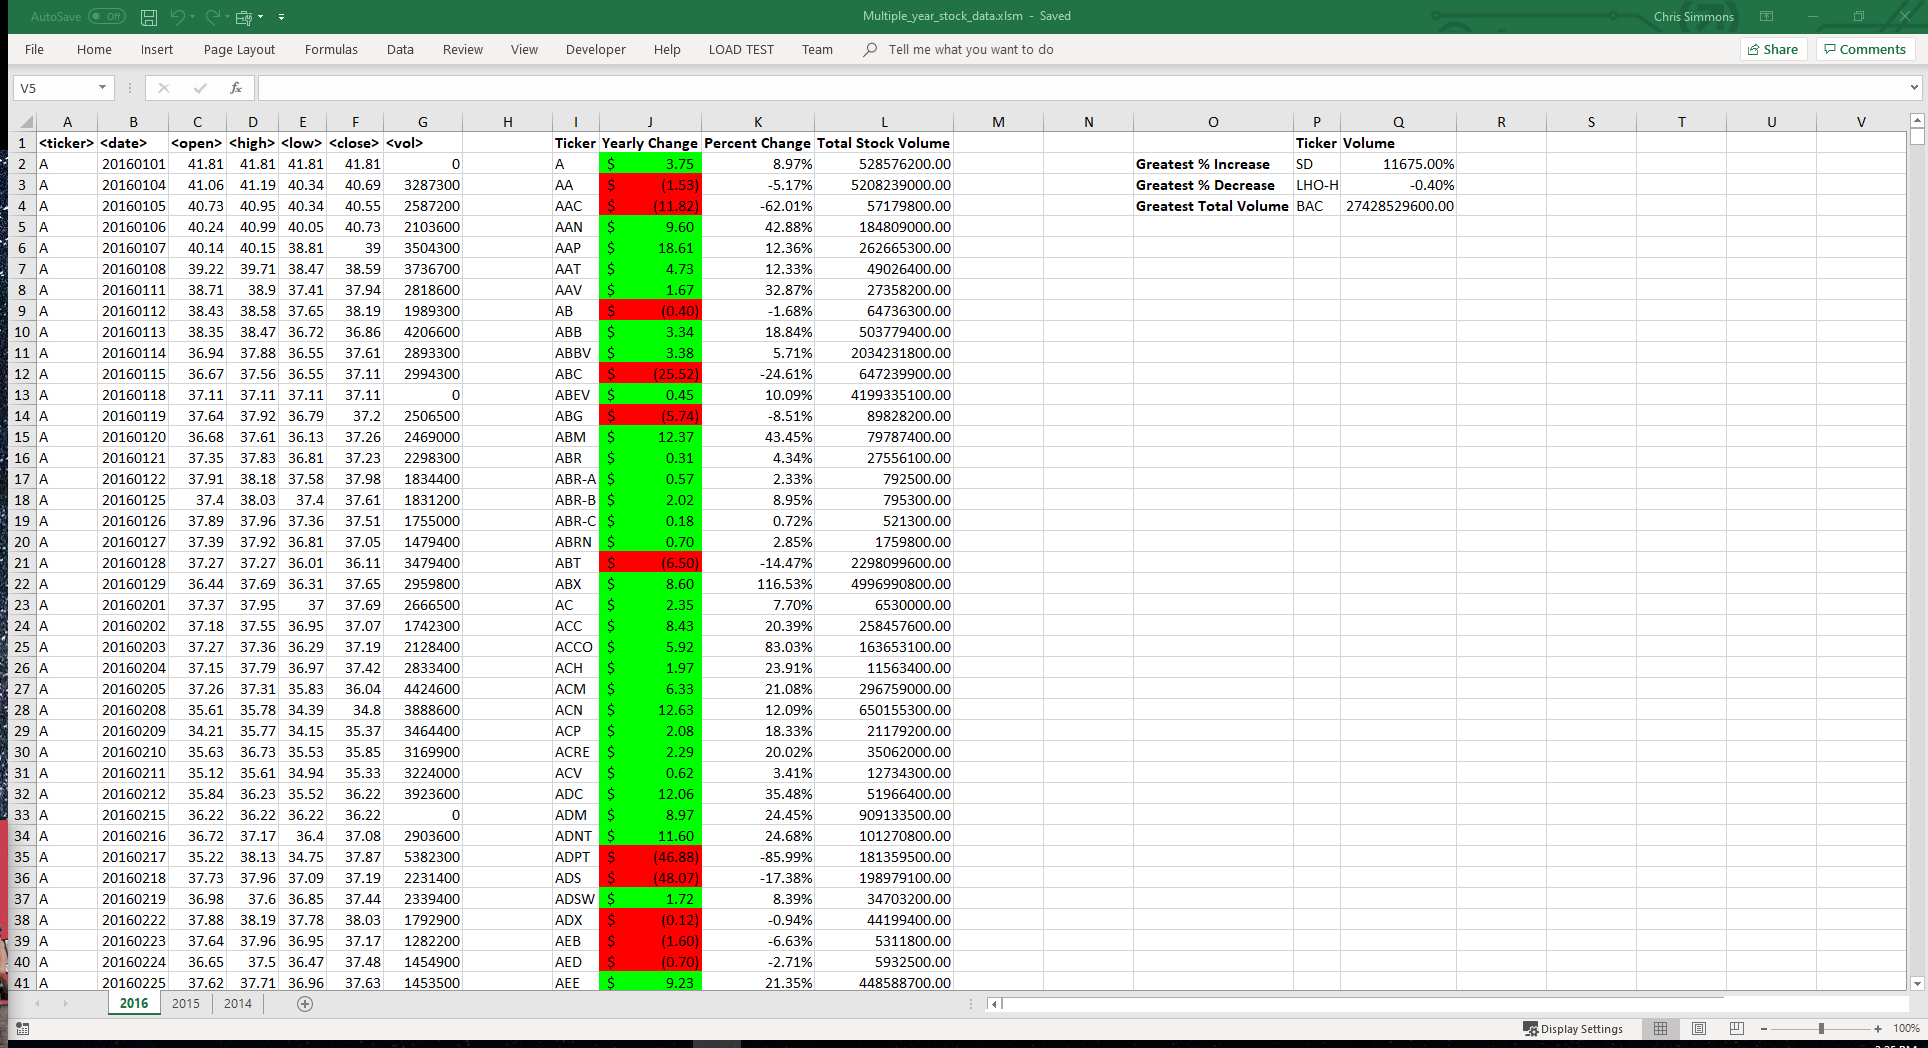 AutoSave Off Multiple_year_stock_data.xlsm - Saved Chris Simmons
File Home Insert Page Layout Formulas Data Review View Developer Help LOAD TEST Team Tell me what you want to do Share Comments
V5 fx
A B C D E F G H I J K L M N O P Q R S T U V
1 <ticker> <date> <open> <high> <low> <close> <vol> Ticker Yearly Change Percent Change Total Stock Volume Ticker Volume
2 A 20160101 41.81 41.81 41.81 41.81 0 A $ 3.75 8.97% 528576200.00 Greatest % Increase SD 11675.00%
3 A 20160104 41.06 41.19 40.34 40.69 3287300 AA $ (1.53) -5.17% 5208239000.00 Greatest % Decrease LHO-H -0.40%
4 A 20160105 40.73 40.95 40.34 40.55 2587200 AAC $ (11.82) -62.01% 57179800.00 Greatest Total Volume BAC 27428529600.00
5 A 20160106 40.24 40.99 40.05 40.73 2103600 AAN $ 9.60 42.88% 184809000.00
6 A 20160107 40.14 40.15 38.81 39 3504300 AAP $ 18.61 12.36% 262665300.00
7 A 20160108 39.22 39.71 38.47 38.59 3736700 AAT $ 4.73 12.33% 49026400.00
8 A 20160111 38.71 38.9 37.41 37.94 2818600 AAV $ 1.67 32.87% 27358200.00
9 A 20160112 38.43 38.58 37.65 38.19 1989300 AB $ (0.40) -1.68% 64736300.00
10 A 20160113 38.35 38.47 36.72 36.86 4206600 ABB $ 3.34 18.84% 503779400.00
11 A 20160114 36.94 37.88 36.55 37.61 2893300 ABBV $ 3.38 5.71% 2034231800.00
12 A 20160115 36.67 37.56 36.55 37.11 2994300 ABC $ (25.52) -24.61% 647239900.00
13 A 20160118 37.11 37.11 37.11 37.11 0 ABEV $ 0.45 10.09% 4199335100.00
14 A 20160119 37.64 37.92 36.79 37.2 2506500 ABG $ (5.74) -8.51% 89828200.00
15 A 20160120 36.68 37.61 36.13 37.26 2469000 ABM $ 12.37 43.45% 79787400.00
16 A 20160121 37.35 37.83 36.81 37.23 2298300 ABR $ 0.31 4.34% 27556100.00
17 A 20160122 37.91 38.18 37.58 37.98 1834400 ABR-A $ 0.57 2.33% 792500.00
18 A 20160125 37.4 38.03 37.4 37.61 1831200 ABR-B $ 2.02 8.95% 795300.00
19 A 20160126 37.89 37.96 37.36 37.51 1755000 ABR-C $ 0.18 0.72% 521300.00
20 A 20160127 37.39 37.92 36.81 37.05 1479400 ABRN $ 0.70 2.85% 1759800.00
21 A 20160128 37.27 37.27 36.01 36.11 3479400 ABT $ (6.50) -14.47% 2298099600.00
22 A 20160129 36.44 37.69 36.31 37.65 2959800 ABX $ 8.60 116.53% 4996990800.00
23 A 20160201 37.37 37.95 37 37.69 2666500 AC $ 2.35 7.70% 6530000.00
24 A 20160202 37.18 37.55 36.95 37.07 1742300 ACC $ 8.43 20.39% 258457600.00
25 A 20160203 37.27 37.36 36.29 37.19 2128400 ACCO $ 5.92 83.03% 163653100.00
26 A 20160204 37.15 37.79 36.97 37.42 2833400 ACH $ 1.97 23.91% 11563400.00
27 A 20160205 37.26 37.31 35.83 36.04 4424600 ACM $ 6.33 21.08% 296759000.00
28 A 20160208 35.61 35.78 34.39 34.8 3888600 ACN $ 12.63 12.09% 650155300.00
29 A 20160209 34.21 35.77 34.15 35.37 3464400 ACP $ 2.08 18.33% 21179200.00
30 A 20160210 35.63 36.73 35.53 35.85 3169900 ACRE $ 2.29 20.02% 35062000.00
31 A 20160211 35.12 35.61 34.94 35.33 3224000 ACV $ 0.62 3.41% 12734300.00
32 A 20160212 35.84 36.23 35.52 36.22 3923600 ADC $ 12.06 35.48% 51966400.00
33 A 20160215 36.22 36.22 36.22 36.22 0 ADM $ 8.97 24.45% 909133500.00
34 A 20160216 36.72 37.17 36.4 37.08 2903600 ADNT $ 11.60 24.68% 101270800.00
35 A 20160217 35.22 38.13 34.75 37.87 5382300 ADPT $ (46.88) -85.99% 181359500.00
36 A 20160218 37.73 37.96 37.09 37.19 2231400 ADS $ (48.07) -17.38% 198979100.00
37 A 20160219 36.98 37.6 36.85 37.44 2339400 ADSW $ 1.72 8.39% 34703200.00
38 A 20160222 37.88 38.19 37.78 38.03 1792900 ADX $ (0.12) -0.94% 44199400.00
39 A 20160223 37.64 37.96 36.95 37.17 1282200 AEB $ (1.60) -6.63% 5311800.00
40 A 20160224 36.65 37.5 36.47 37.48 1454900 AED $ (0.70) -2.71% 5932500.00
41 A 20160225 37.62 37.71 36.96 37.63 1453500 AEE $ 9.23 21.35% 448588700.00
2016 2015 2014
Display Settings 100%